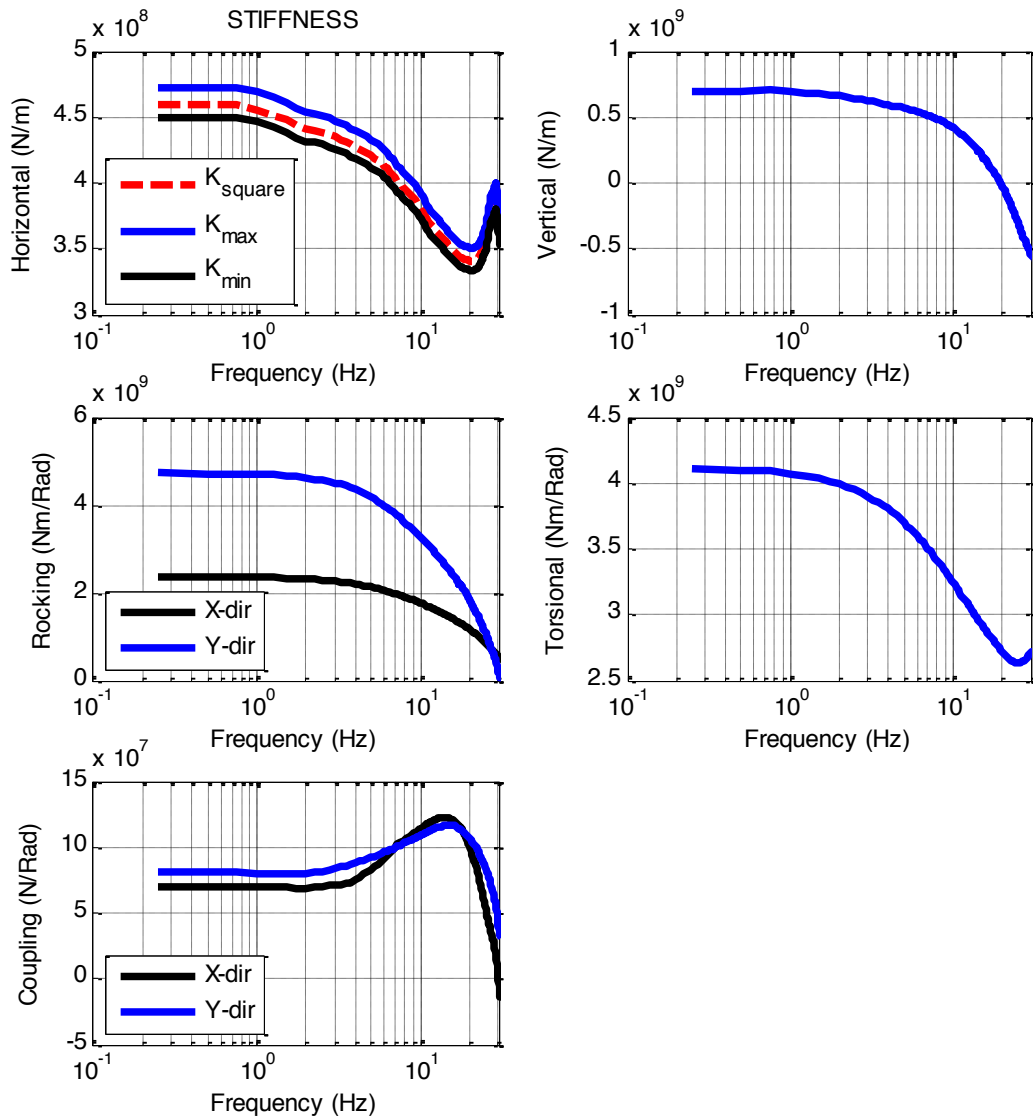 STIFFNESS
x 10^8
5
4.5
4
3.5
3
Horizontal (N/m)
K_square
K_max
K_min
10^-1 10^0 10^1
Frequency (Hz)
x 10^9
1
0.5
0
-0.5
-1
Vertical (N/m)
10^-1 10^0 10^1
Frequency (Hz)
x 10^9
6
4
2
0
Rocking (Nm/Rad)
X-dir
Y-dir
10^-1 10^0 10^1
Frequency (Hz)
x 10^9
4.5
4
3.5
3
2.5
Torsional (Nm/Rad)
10^-1 10^0 10^1
Frequency (Hz)
x 10^7
15
10
5
0
-5
Coupling (N/Rad)
X-dir
Y-dir
10^-1 10^0 10^1
Frequency (Hz)